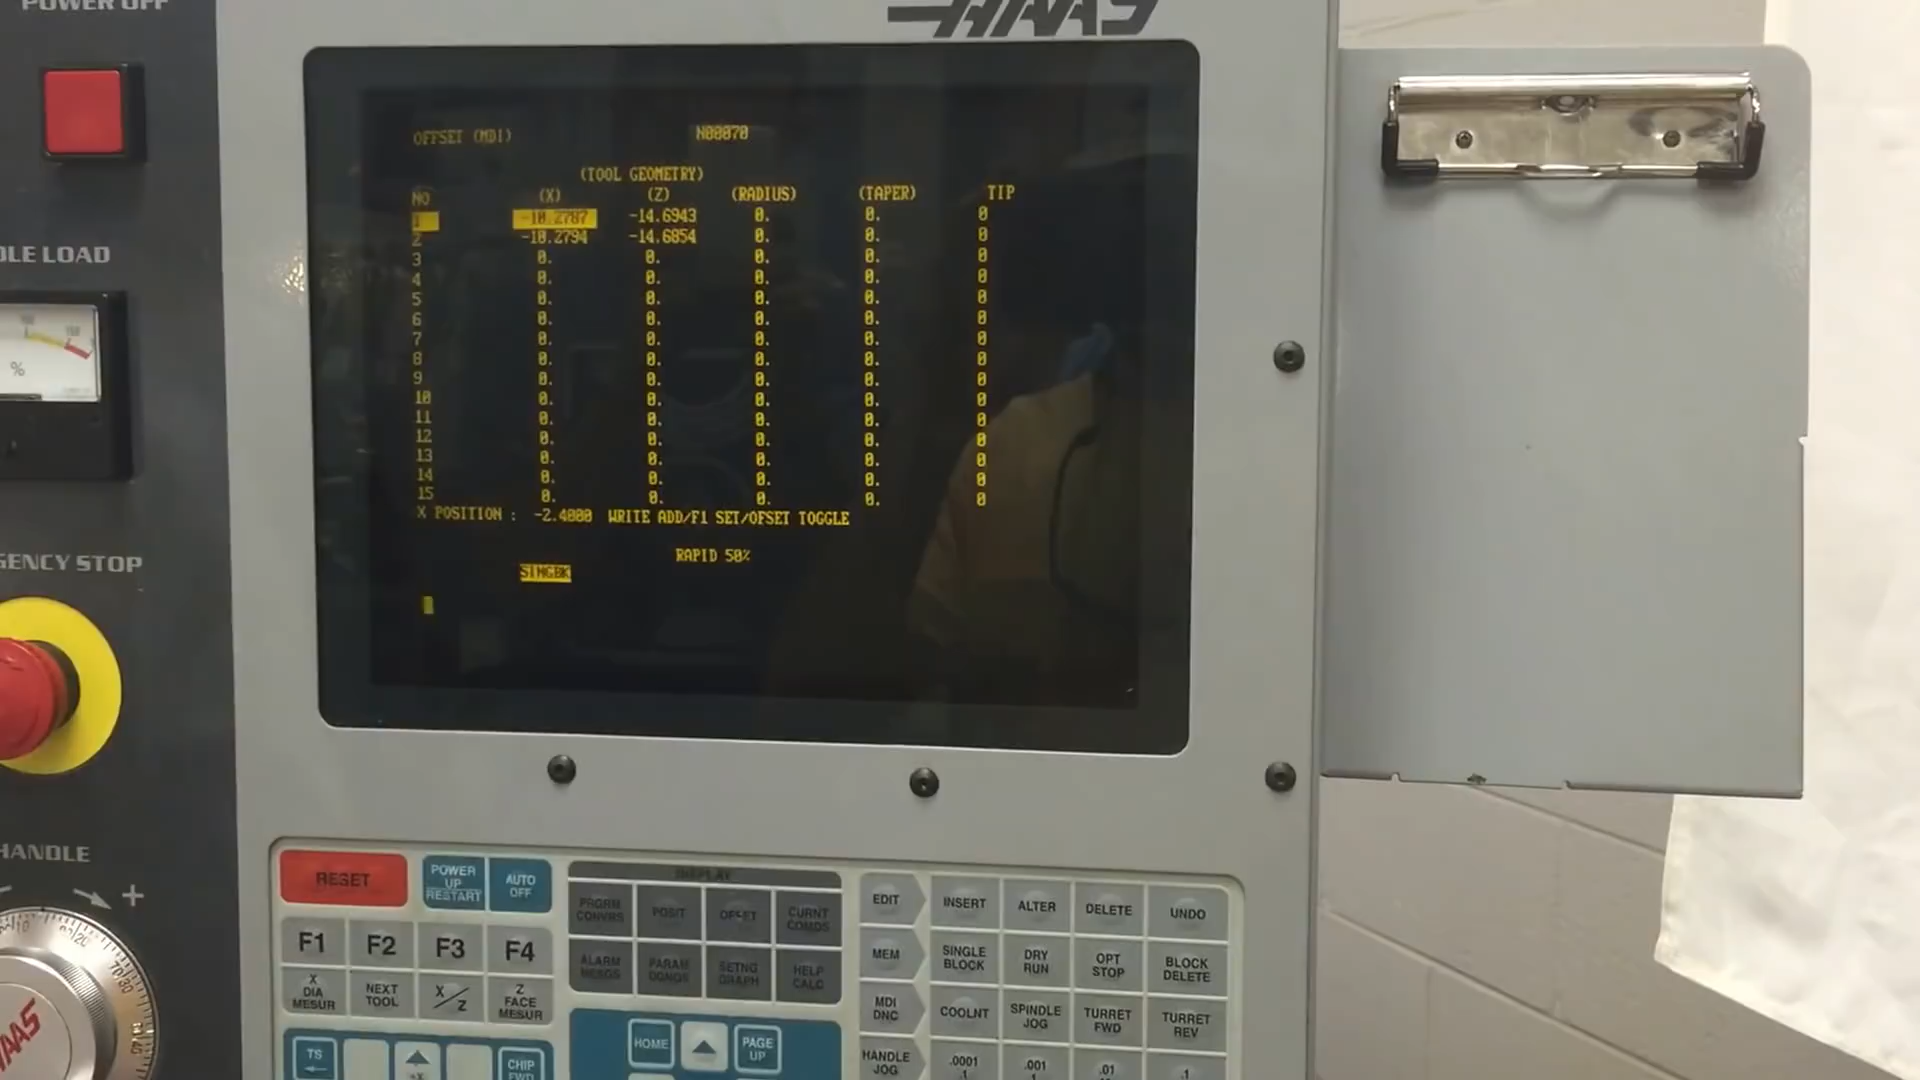 POWER OFF
HAAS
OFFSET (MDI) N00070
(TOOL GEOMETRY)
NO (X) (Z) (RADIUS) (TAPER) TIP
1 -10.2787 -14.6943 0. 0. 0
2 -10.2794 -14.6854 0. 0. 0
3 0. 0. 0. 0. 0
4 0. 0. 0. 0. 0
5 0. 0. 0. 0. 0
6 0. 0. 0. 0. 0
7 0. 0. 0. 0. 0
8 0. 0. 0. 0. 0
9 0. 0. 0. 0. 0
10 0. 0. 0. 0. 0
11 0. 0. 0. 0. 0
12 0. 0. 0. 0. 0
13 0. 0. 0. 0. 0
14 0. 0. 0. 0. 0
15 0. 0. 0. 0. 0
X POSITION : -2.4000 WRITE ADD/F1 SET/OFSET TOGGLE
RAPID 50%
SINGBK
DLE LOAD
%
GENCY STOP
HANDLE
+
HAAS
RESET
POWER
UP
RESTART
AUTO
OFF
F1 F2 F3 F4
X
DIA
MESUR
NEXT
TOOL
X/Z
Z
FACE
MESUR
TS
CHIP
FWD
DISPLAY
PRGRM
CONVRS
POSIT
OFSET
CURNT
COMDS
ALARM
MESGS
PARAM
DGNOS
SETNG
GRAPH
HELP
CALC
HOME
PAGE
UP
EDIT INSERT ALTER DELETE UNDO
MEM
SINGLE
BLOCK
DRY
RUN
OPT
STOP
BLOCK
DELETE
MDI
DNC
COOLNT
SPINDLE
JOG
TURRET
FWD
TURRET
REV
HANDLE
JOG
.0001
.1
.001
1
.01
.1